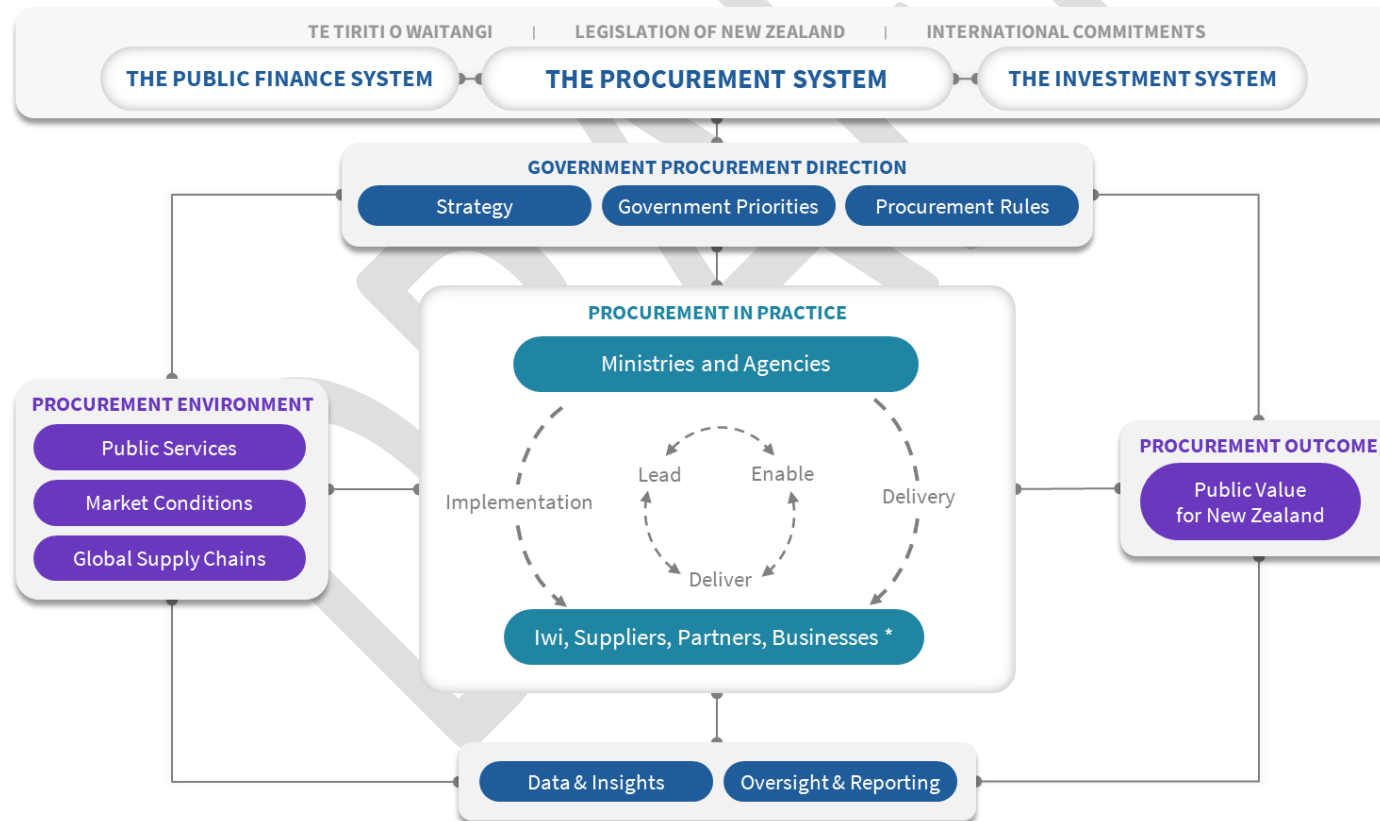 TE TIRITI O WAITANGI | LEGISLATION OF NEW ZEALAND | INTERNATIONAL COMMITMENTS
THE PUBLIC FINANCE SYSTEM
THE PROCUREMENT SYSTEM
THE INVESTMENT SYSTEM
GOVERNMENT PROCUREMENT DIRECTION
Strategy
Government Priorities
Procurement Rules
PROCUREMENT IN PRACTICE
Ministries and Agencies
PROCUREMENT ENVIRONMENT
Public Services
Market Conditions
Global Supply Chains
Implementation
Lead
Enable
Deliver
Delivery
Iwi, Suppliers, Partners, Businesses *
PROCUREMENT OUTCOME
Public Value
for New Zealand
Data & Insights
Oversight & Reporting